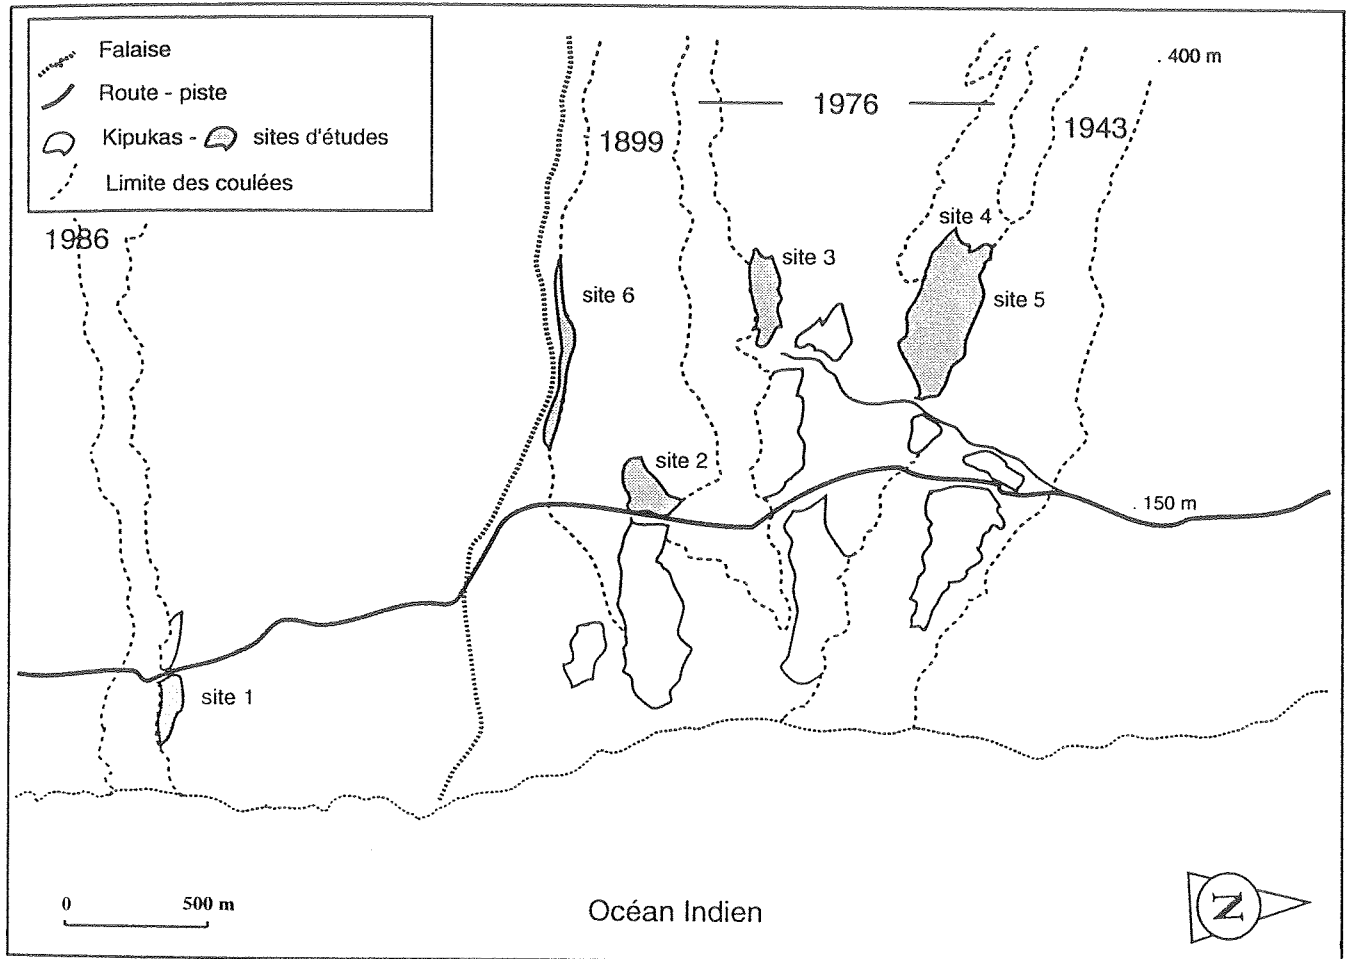 Falaise
Route - piste
Kipukas - sites d'études
Limite des coulées
. 400 m
1976
1899
1943
1986
site 4
site 3
site 6
site 5
site 2
. 150 m
site 1
0 500 m
Océan Indien
N